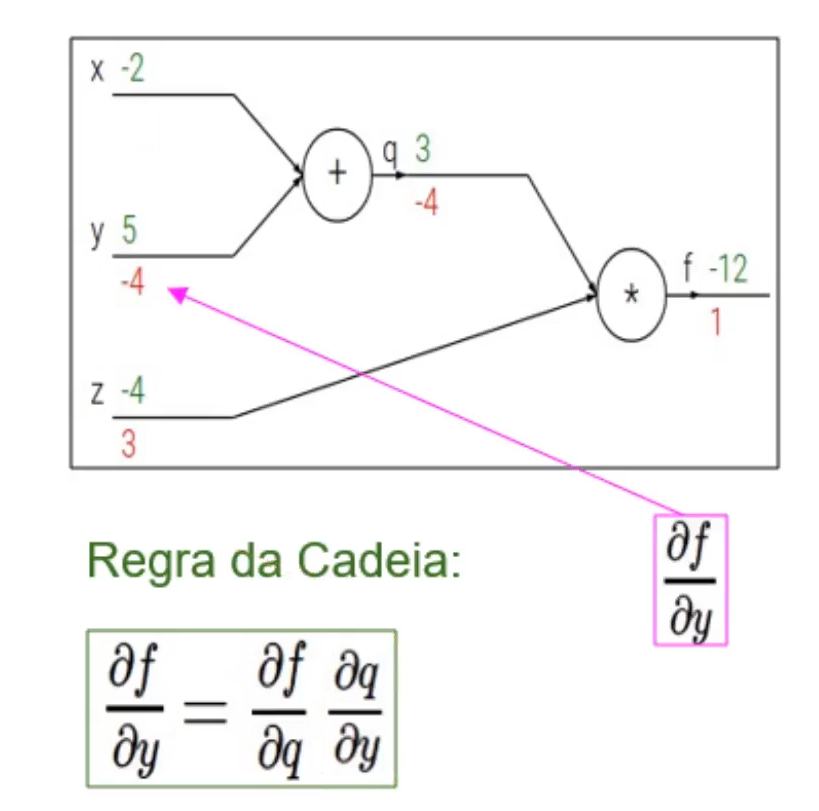 x -2
+
q 3
-4
y 5
-4
f -12
*
1
z -4
3
∂f
∂y
Regra da Cadeia:
∂f/∂y = ∂f/∂q ∂q/∂y